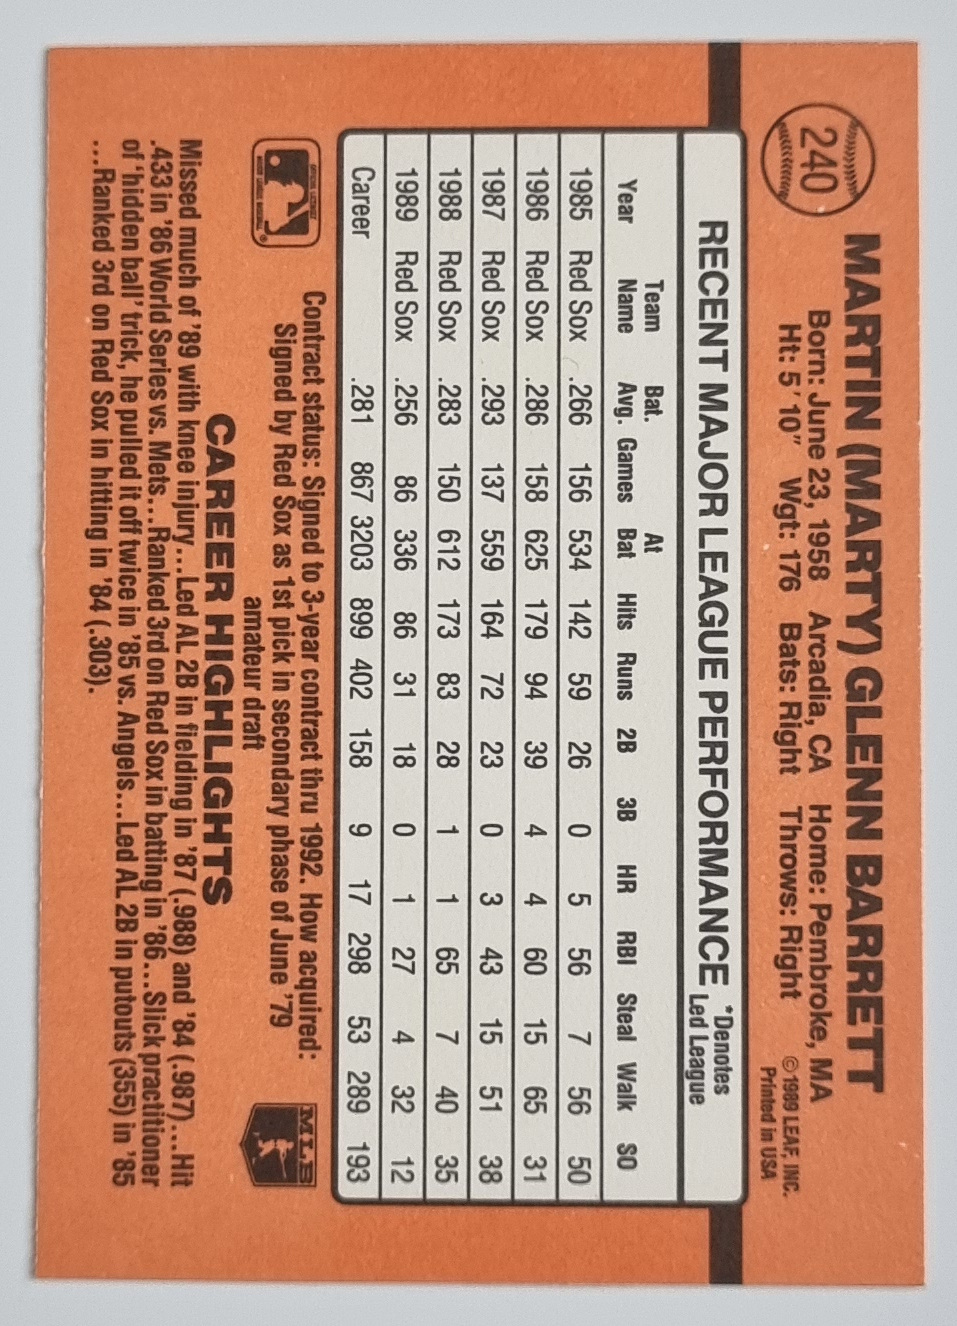 240
MARTIN (MARTY) GLENN BARRETT
Born: June 23, 1958 Arcadia, CA Home: Pembroke, MA
Ht: 5' 10" Wgt: 176 Bats: Right Throws: Right
© 1989 LEAF, INC.
Printed in USA
RECENT MAJOR LEAGUE PERFORMANCE *Denotes Led League
Year Team Name Bat. Avg. Games At Bat Hits Runs 2B 3B HR RBI Steal Walk SO
1985 Red Sox .266 156 534 142 59 26 0 5 56 7 56 50
1986 Red Sox .286 158 625 179 94 39 4 4 60 15 65 31
1987 Red Sox .293 137 559 164 72 23 0 3 43 15 51 38
1988 Red Sox .283 150 612 173 83 28 1 1 65 7 40 35
1989 Red Sox .256 86 336 86 31 18 0 1 27 4 32 12
Career .281 867 3203 899 402 158 9 17 298 53 289 193
Contract status: Signed to 3-year contract thru 1992. How acquired:
Signed by Red Sox as 1st pick in secondary phase of June '79
amateur draft
MLB
CAREER HIGHLIGHTS
Missed much of '89 with knee injury...Led AL 2B in fielding in '87 (.988) and '84 (.987)...Hit
.433 in '86 World Series vs. Mets...Ranked 3rd on Red Sox in batting in '86...Slick practitioner
of 'hidden ball' trick, he pulled it off twice in '85 vs. Angels...Led AL 2B in putouts (355) in '85
...Ranked 3rd on Red Sox in hitting in '84 (.303).